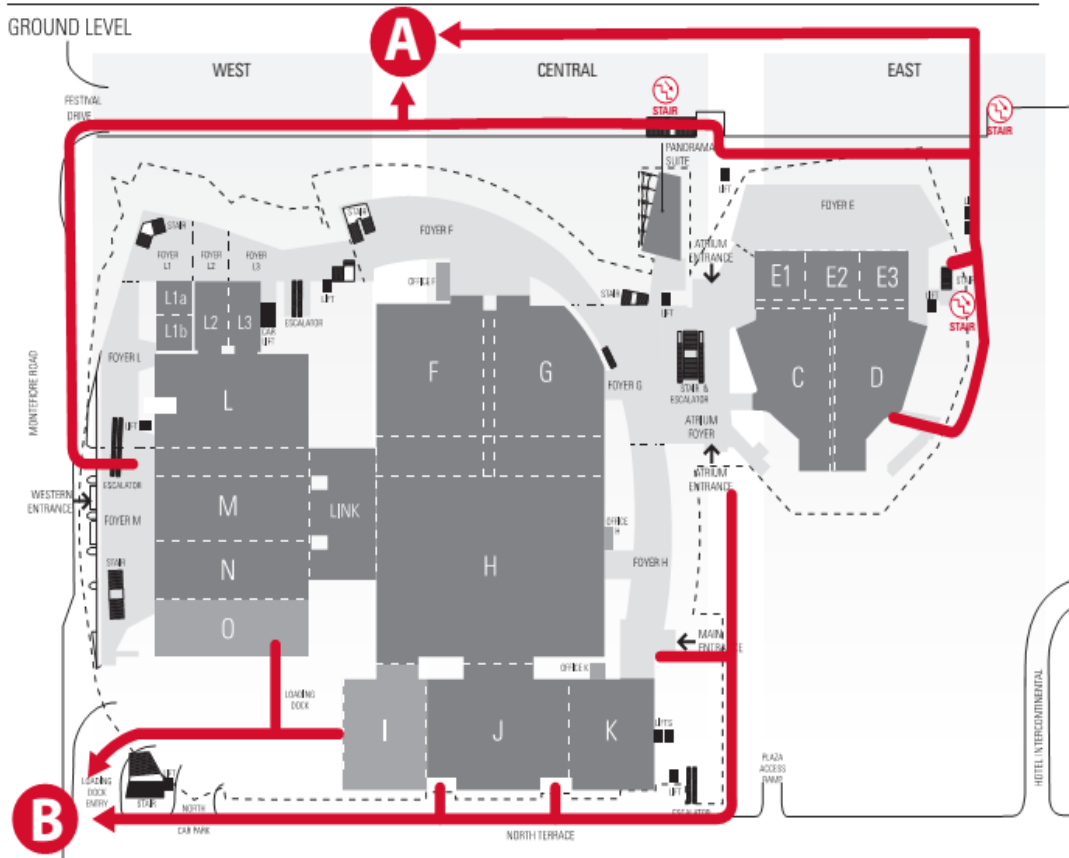 GROUND LEVEL
A
WEST
CENTRAL
EAST
FESTIVAL
DRIVE
STAIR
STAIR
PANORAMA
SUITE
LIFT
FOYER E
STAIR
STAIR
FOYER F
ATRIUM
ENTRANCE
FOYER
L1
FOYER
L2
FOYER
L3
OFFICE F
LIFT
E1
E2
E3
STAIR
LIFT
STAIR
L1a
L1b
L2
L3
CAR
LIFT
ESCALATOR
STAIR
LIFT
MONTEFIORE ROAD
FOYER L
L
F
G
FOYER G
STAIR &
ESCALATOR
C
D
LIFT
ATRIUM
FOYER
ATRIUM
ENTRANCE
ESCALATOR
WESTERN
ENTRANCE
FOYER M
M
LINK
OFFICE
H
STAIR
N
H
FOYER H
O
MAIN
ENTRANCE
OFFICE K
LOADING
DOCK
I
J
K
LIFTS
LIFT
ESCALATOR
PLAZA
ACCESS
RAMP
HOTEL INTERCONTINENTAL
LOADING
DOCK
ENTRY
LIFT
STAIR
NORTH
CAR PARK
B
NORTH TERRACE